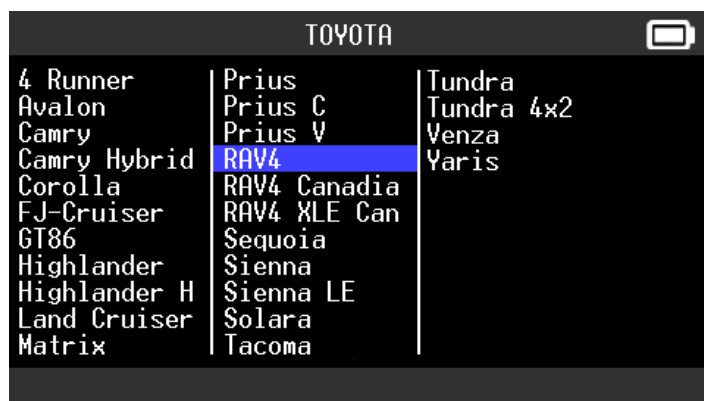 TOYOTA
4 Runner
Avalon
Camry
Camry Hybrid
Corolla
FJ-Cruiser
GT86
Highlander
Highlander H
Land Cruiser
Matrix
Prius
Prius C
Prius V
RAV4
RAV4 Canadia
RAV4 XLE Can
Sequoia
Sienna
Sienna LE
Solara
Tacoma
Tundra
Tundra 4x2
Venza
Yaris